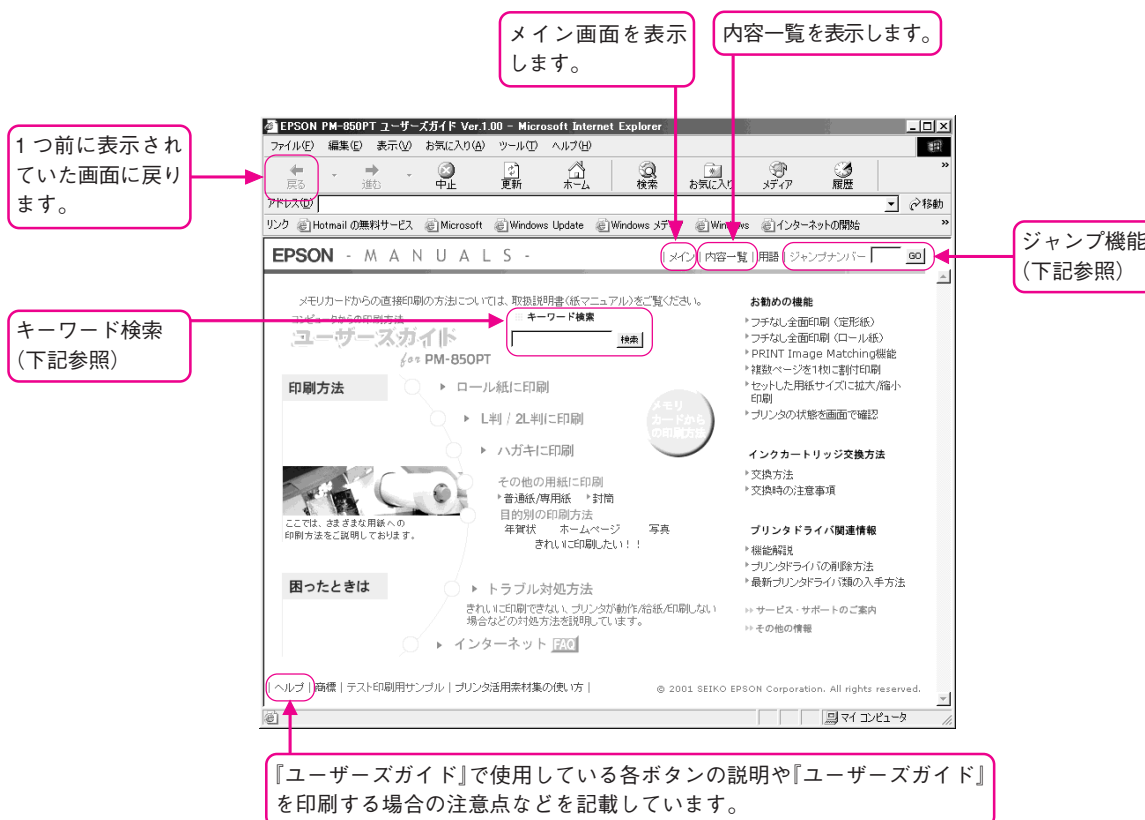 メイン画面を表示
します。
内容一覧を表示します。
1つ前に表示され
ていた画面に戻り
ます。
キーワード検索
(下記参照)
ジャンプ機能
(下記参照)
EPSON PM-850PT ユーザーズガイド Ver.1.00 - Microsoft Internet Explorer
ファイル(F) 編集(E) 表示(V) お気に入り(A) ツール(T) ヘルプ(H)
戻る 進む 中止 更新 ホーム 検索 お気に入り メディア 履歴 »
アドレス(D) 移動
リンク Hotmail の無料サービス Microsoft Windows Update Windows メデ Windows インターネットの開始 »
EPSON - MANUALS - | メイン | 内容一覧 | 用語 | ジャンプナンバー GO
メモリカードからの直接印刷の方法については、取扱説明書(紙マニュアル)をご覧ください。
コンピュータからの印刷方法
キーワード検索
検索
ユーザーズガイド
for PM-850PT
印刷方法
ロール紙に印刷
L判 / 2L判に印刷
ハガキに印刷
メモリ
カードから
の印刷方法
その他の用紙に印刷
普通紙/専用紙 封筒
目的別の印刷方法
年賀状 ホームページ 写真
きれいに印刷したい!!
ここでは、さまざまな用紙への
印刷方法をご説明しております。
困ったときは
トラブル対処方法
きれいに印刷できない、プリンタが動作/給紙/印刷しない
場合などの対処方法を説明しています。
インターネット FAQ
お勧めの機能
フチなし全面印刷(定形紙)
フチなし全面印刷(ロール紙)
PRINT Image Matching機能
複数ページを1枚に割付印刷
セットした用紙サイズに拡大/縮小
印刷
プリンタの状態を画面で確認
インクカートリッジ交換方法
交換方法
交換時の注意事項
プリンタドライバ関連情報
機能解説
プリンタドライバの削除方法
最新プリンタドライバ類の入手方法
サービス・サポートのご案内
その他の情報
| ヘルプ | 商標 | テスト印刷用サンプル | プリンタ活用素材集の使い方 |
© 2001 SEIKO EPSON Corporation. All rights reserved.
マイ コンピュータ
『ユーザーズガイド』で使用している各ボタンの説明や『ユーザーズガイド』
を印刷する場合の注意点などを記載しています。